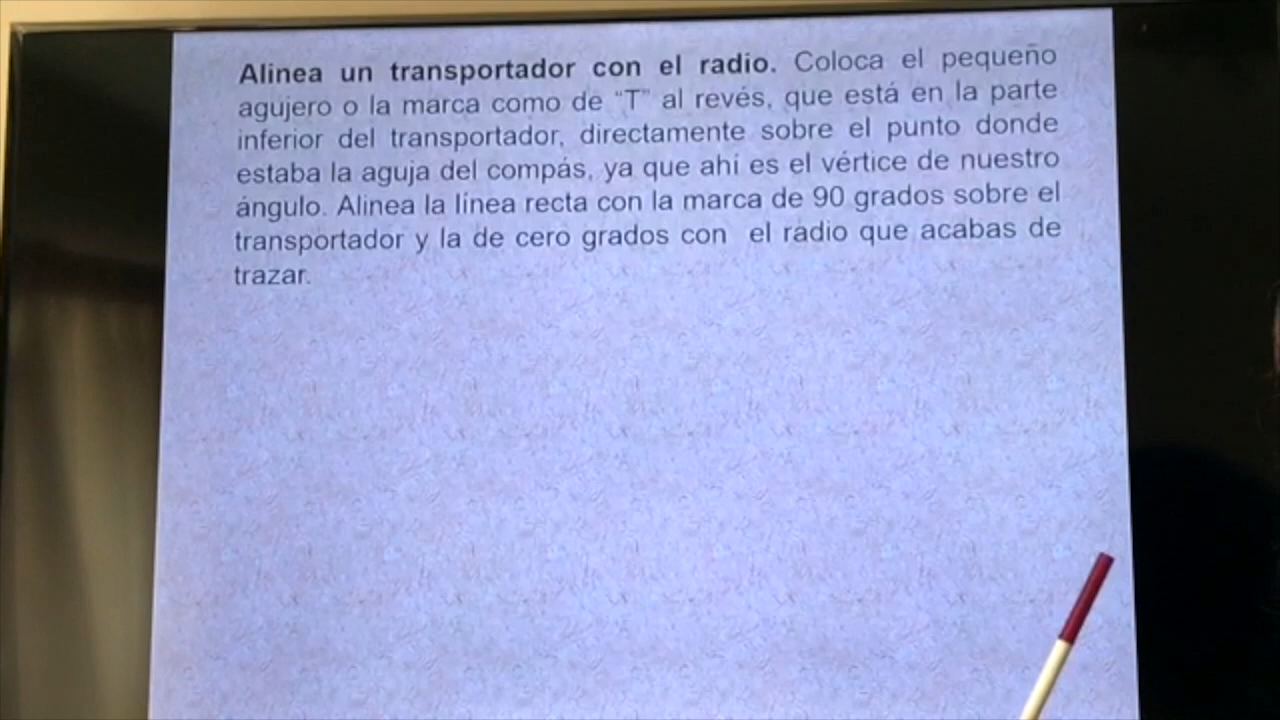 Alinea un transportador con el radio. Coloca el pequeño
agujero o la marca como de “T” al revés, que está en la parte
inferior del transportador, directamente sobre el punto donde
estaba la aguja del compás, ya que ahí es el vértice de nuestro
ángulo. Alinea la línea recta con la marca de 90 grados sobre el
transportador y la de cero grados con el radio que acabas de
trazar.